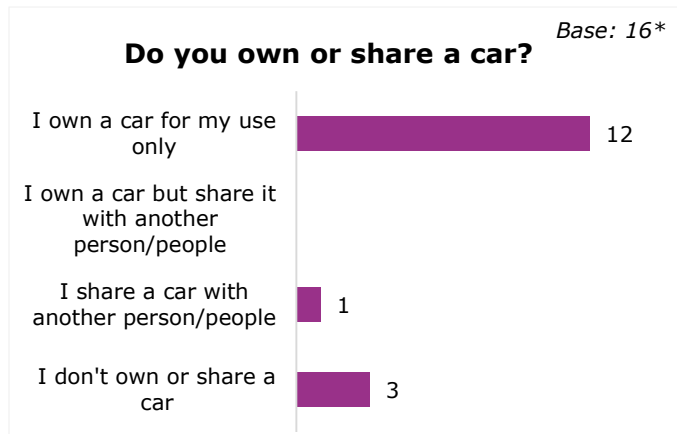 Base: 16*
Do you own or share a car?
I own a car for my use
only
12
I own a car but share it
with another
person/people
I share a car with
another person/people
1
I don't own or share a
car
3